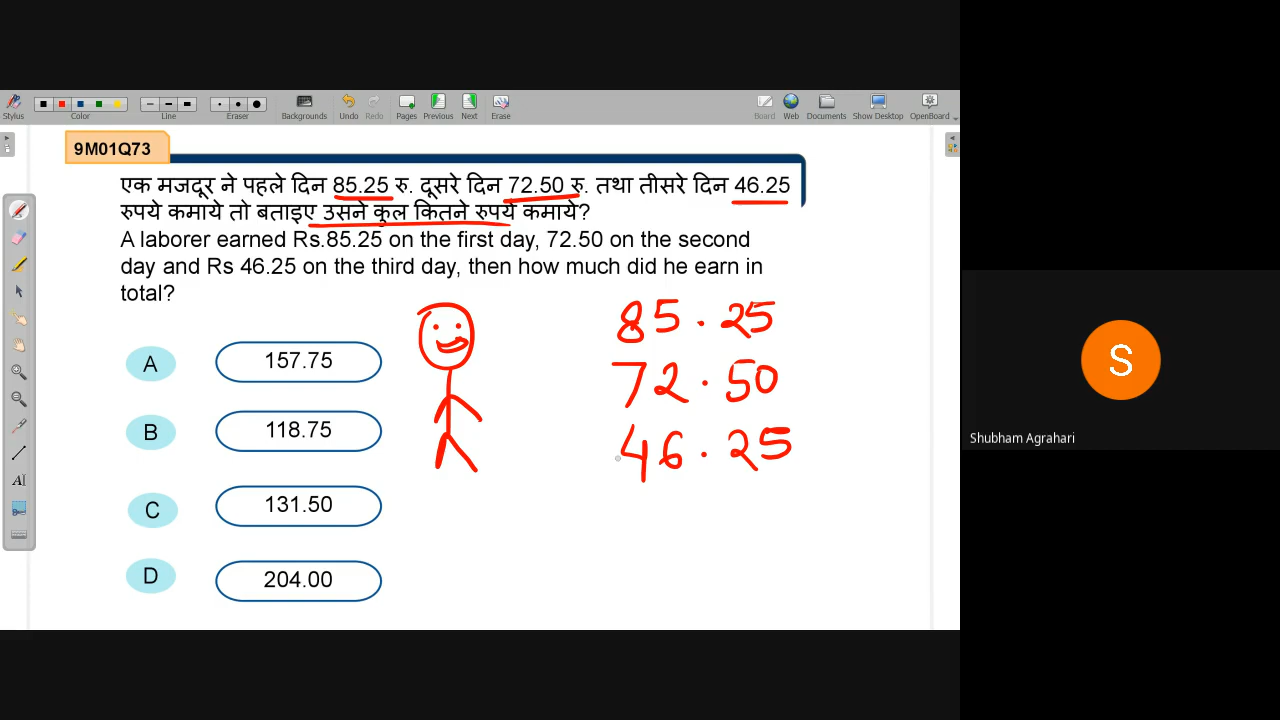 Stylus
Color
Line
Eraser
Backgrounds
Undo
Redo
Pages
Previous
Next
Erase
Board
Web
Documents
Show Desktop
OpenBoard
9M01Q73
एक मजदूर ने पहले दिन 85.25 रु. दूसरे दिन 72.50 रु. तथा तीसरे दिन 46.25
रुपये कमाये तो बताइए उसने कुल कितने रुपये कमाये?
A laborer earned Rs.85.25 on the first day, 72.50 on the second
day and Rs 46.25 on the third day, then how much did he earn in
total?
85.25
72.50
46.25
A 157.75
B 118.75
C 131.50
D 204.00
S
Shubham Agrahari